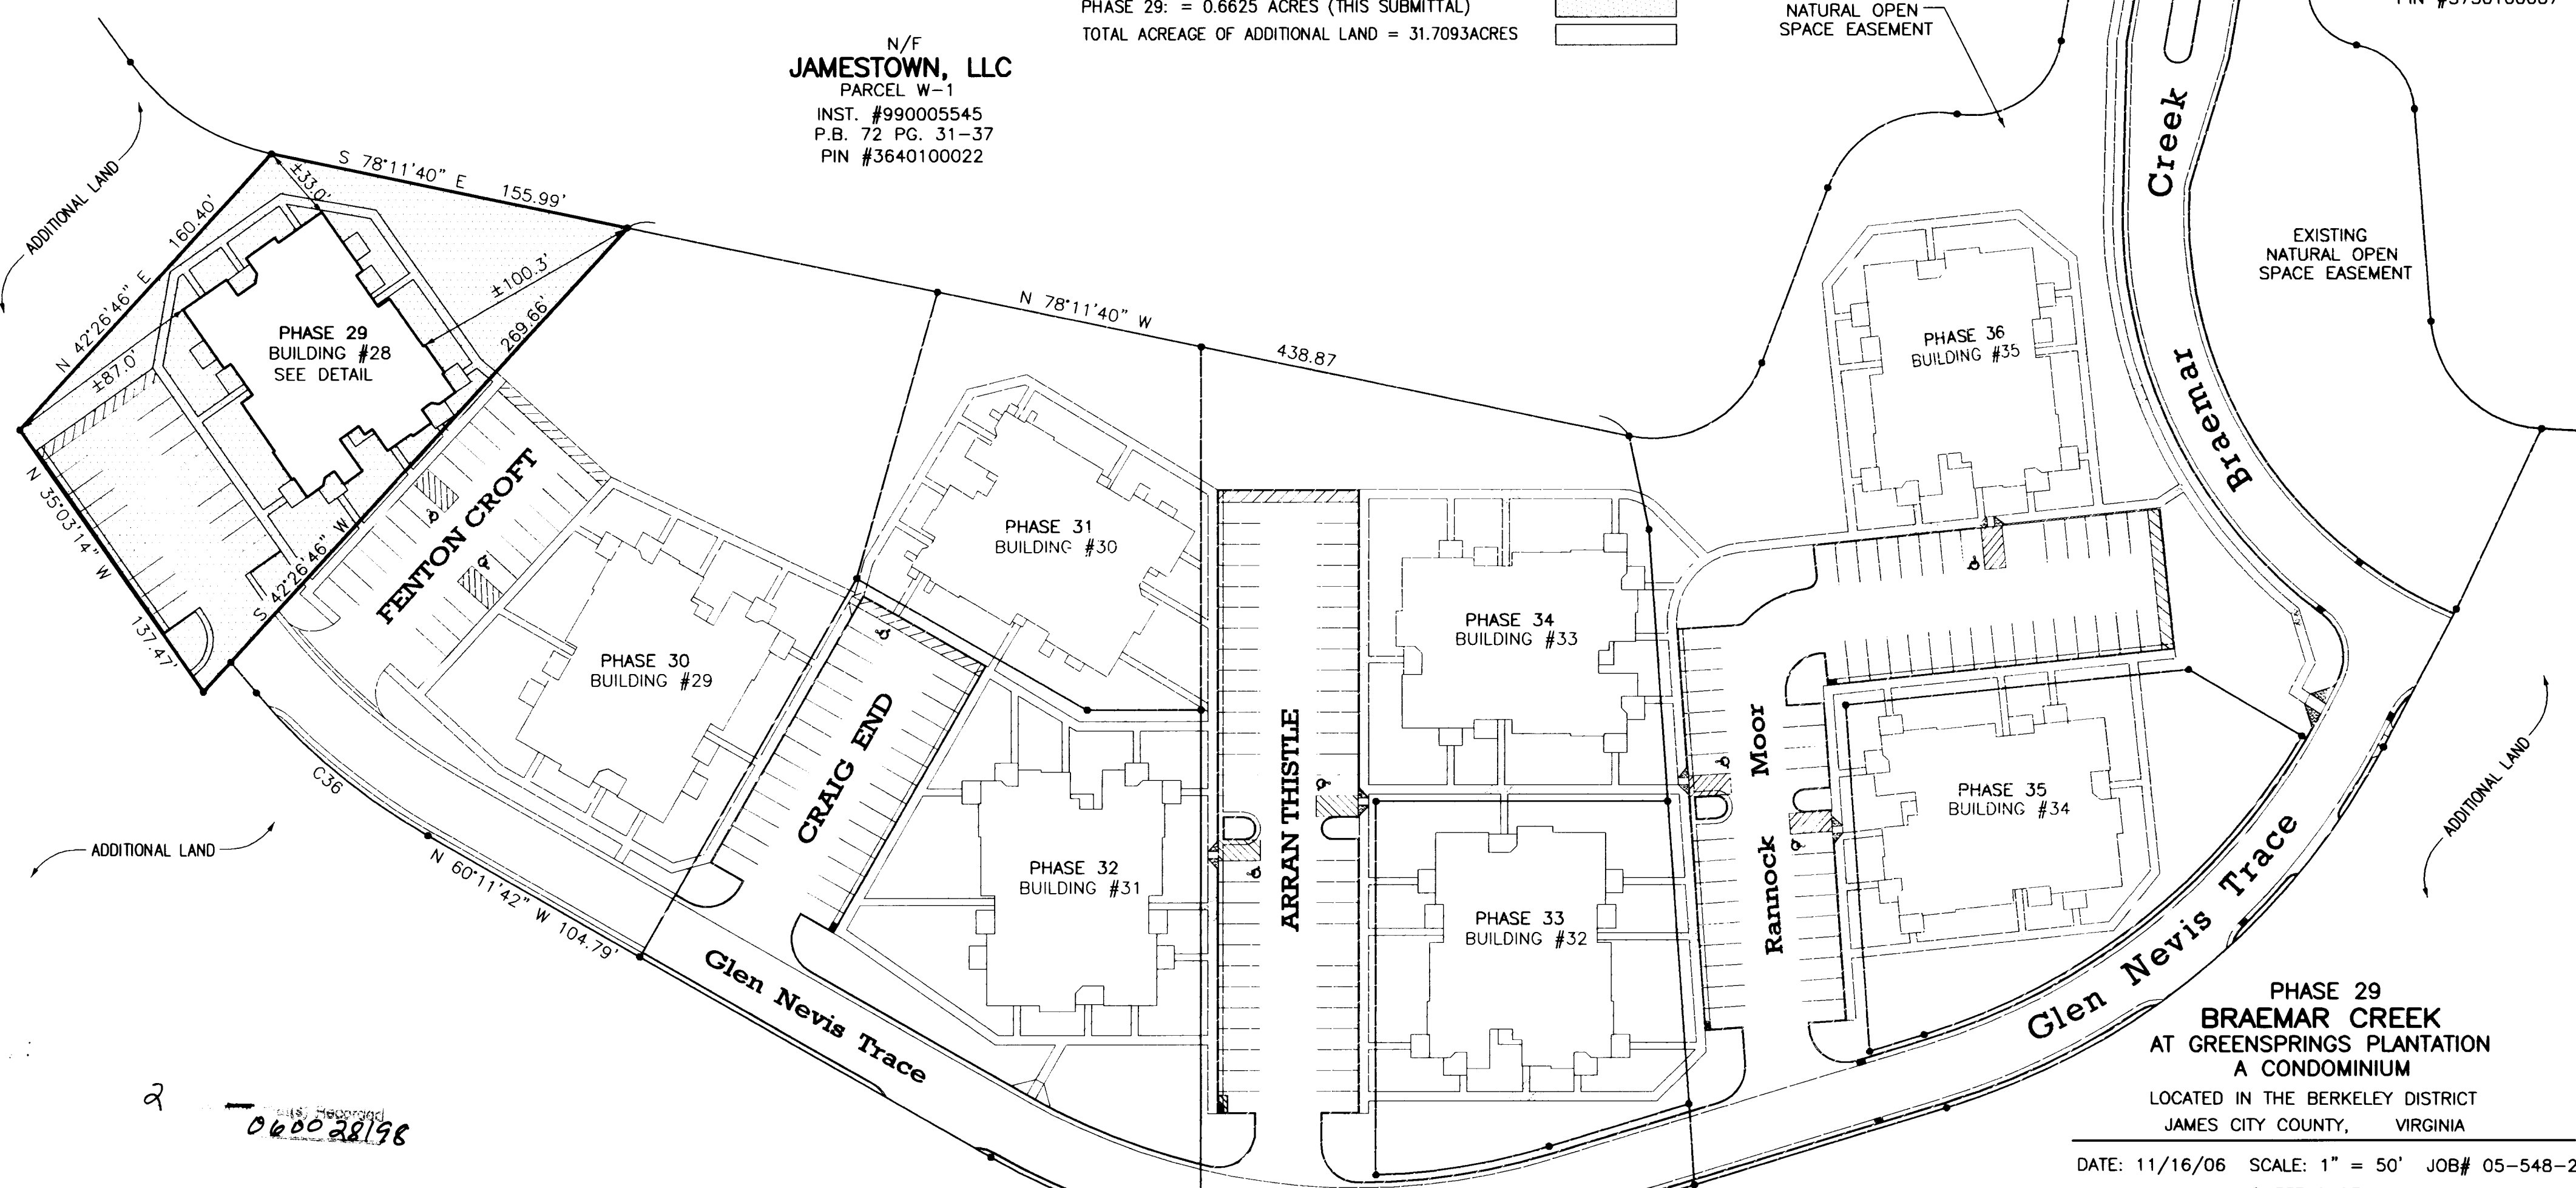 PHASE 29: = 0.6625 ACRES (THIS SUBMITTAL)
TOTAL ACREAGE OF ADDITIONAL LAND = 31.7093ACRES
NATURAL OPEN
SPACE EASEMENT
N/F
JAMESTOWN, LLC
PARCEL W-1
INST. #990005545
P.B. 72 PG. 31-37
PIN #3640100022
ADDITIONAL LAND
S 78°11'40" E 155.99'
±33.0'
N 42°26'46" E 160.40'
±100.3'
S 42°26'46" W 269.66'
±87.0'
N 35°03'14" W 137.47'
PHASE 29
BUILDING #28
SEE DETAIL
N 78°11'40" W 438.87
FENTON CROFT
PHASE 30
BUILDING #29
PHASE 31
BUILDING #30
CRAIG END
PHASE 32
BUILDING #31
ARRAN THISTLE
PHASE 34
BUILDING #33
PHASE 33
BUILDING #32
Rannock Moor
PHASE 36
BUILDING #35
PHASE 35
BUILDING #34
Braemar Creek
EXISTING
NATURAL OPEN
SPACE EASEMENT
ADDITIONAL LAND
C36
N 60°11'42" W 104.79'
ADDITIONAL LAND
Glen Nevis Trace
Glen Nevis Trace
2
Recorded
060028198
PHASE 29
BRAEMAR CREEK
AT GREENSPRINGS PLANTATION
A CONDOMINIUM
LOCATED IN THE BERKELEY DISTRICT
JAMES CITY COUNTY, VIRGINIA
DATE: 11/16/06 SCALE: 1" = 50' JOB# 05-548-2